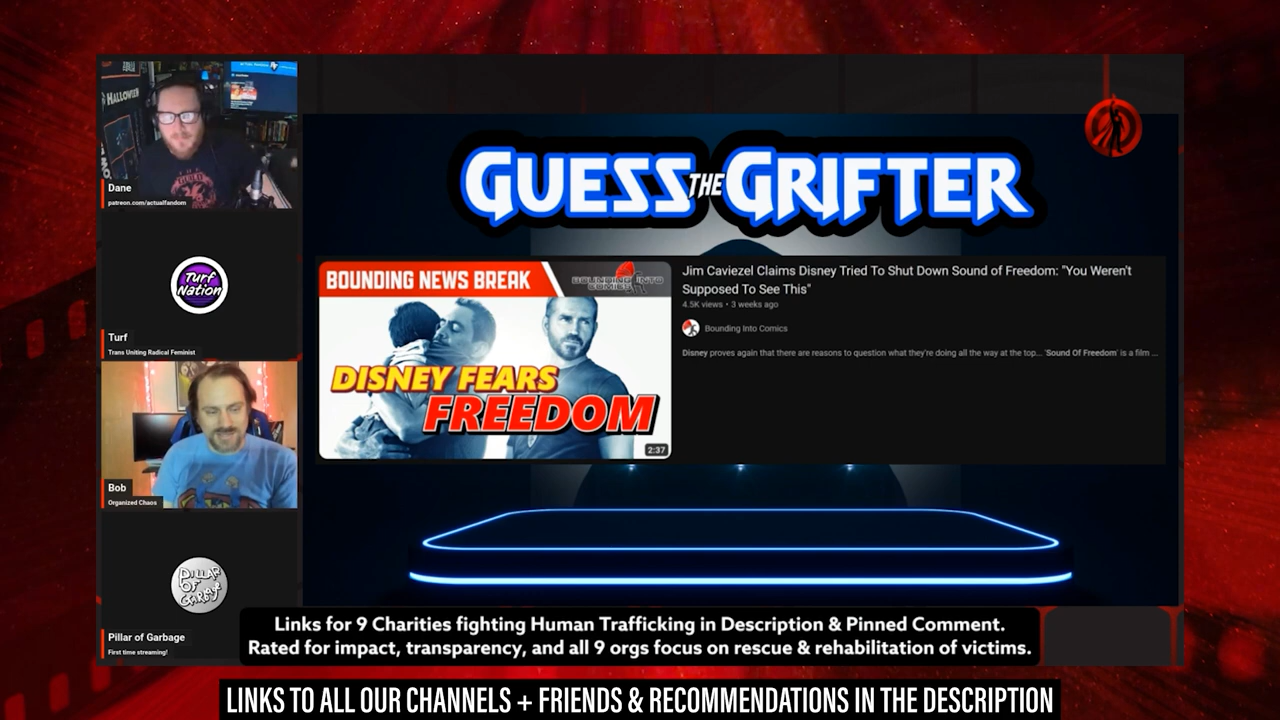 HALLOWEEN
Dane
patreon.com/actualfandom
Turf
Nation
Turf
Trans Uniting Radical Feminist
Bob
Organized Chaos
PILLAR
OF
GARBAGE
Pillar of Garbage
First time streaming!
GUESS THE GRIFTER
BOUNDING NEWS BREAK
BOUNDING INTO
COMICS
DISNEY FEARS
FREEDOM
2:37
Jim Caviezel Claims Disney Tried To Shut Down Sound of Freedom: "You Weren't
Supposed To See This"
4.5K views • 3 weeks ago
Bounding Into Comics
Disney proves again that there are reasons to question what they're doing all the way at the top... 'Sound Of Freedom' is a film ...
Links for 9 Charities fighting Human Trafficking in Description & Pinned Comment.
Rated for impact, transparency, and all 9 orgs focus on rescue & rehabilitation of victims.
LINKS TO ALL OUR CHANNELS + FRIENDS & RECOMMENDATIONS IN THE DESCRIPTION